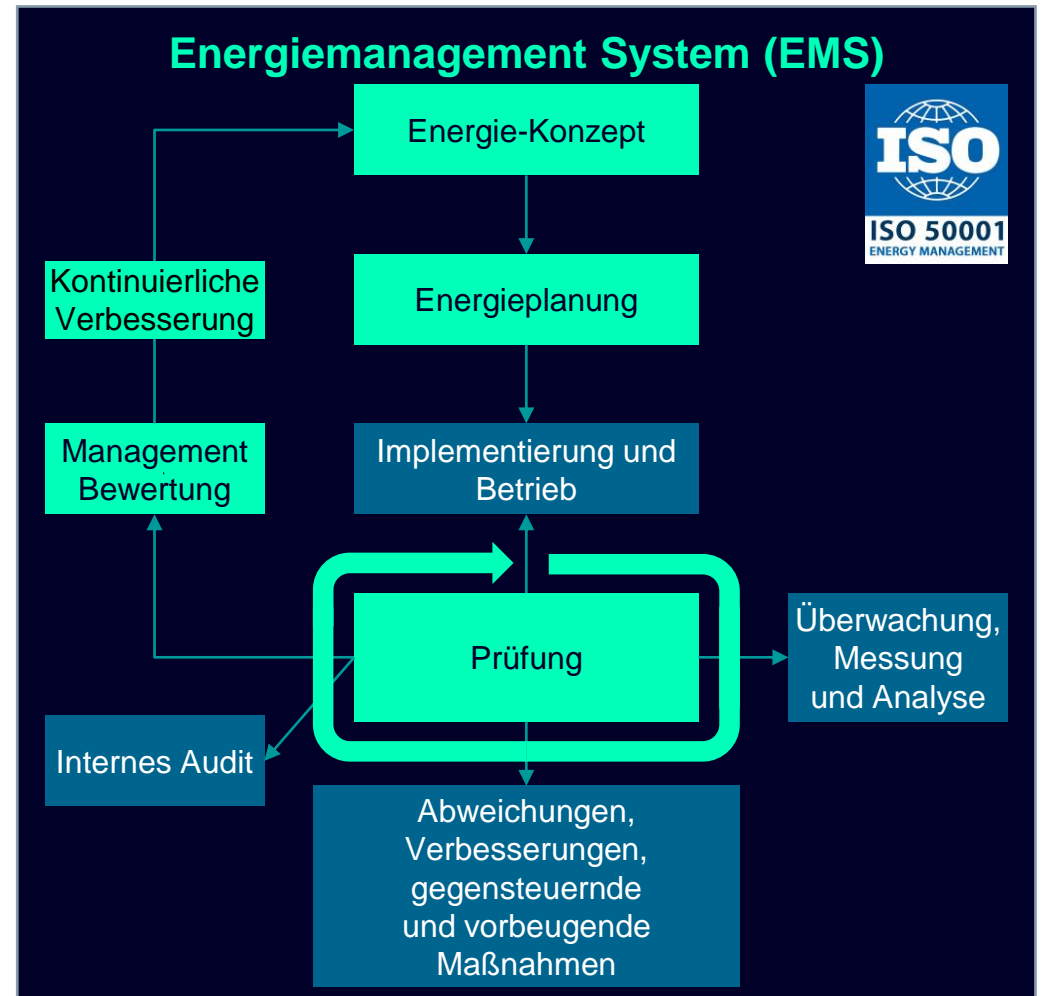 Energiemanagement System (EMS)
Energie-Konzept
ISO
ISO 50001
ENERGY MANAGEMENT
Kontinuierliche
Verbesserung
Energieplanung
Management
Bewertung
Implementierung und
Betrieb
Prüfung
Überwachung,
Messung
und Analyse
Internes Audit
Abweichungen,
Verbesserungen,
gegensteuernde
und vorbeugende
Maßnahmen